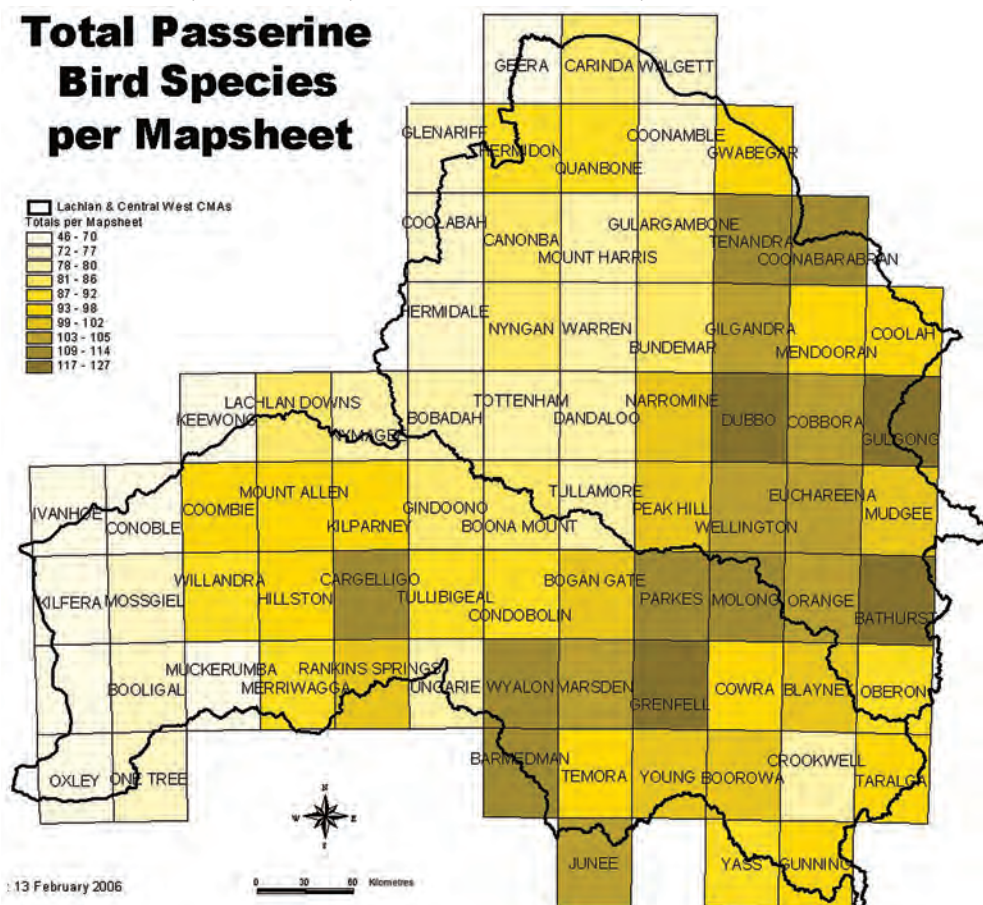 Total Passerine
Bird Species
per Mapsheet
Lachlan & Central West CMAs
Totals per Mapsheet
46 - 70
72 - 77
78 - 80
81 - 86
87 - 92
93 - 98
99 - 102
103 - 105
109 - 114
117 - 127
GEERA CARINDA WALGETT
GLENARIFF HERMIDON QUANBONE COONAMBLE GWABEGAR
COOLABAH CANONBA MOUNT HARRIS GULARGAMBONE TENANDRA COONABARABRAN
HERMIDALE NYNGAN WARREN BUNDEMAR GILGANDRA MENDOORAN COOLAH
KEEWONG LACHLAN DOWNS NYMAGEE BOBADAH TOTTENHAM DANDALOO NARROMINE DUBBO COBBORA GULGONG
IVANHOE CONOBLE COOMBIE MOUNT ALLEN KILPARNEY GINDOONO BOONA MOUNT TULLAMORE PEAK HILL WELLINGTON EUCHAREENA MUDGEE
KILFERA MOSSGIEL WILLANDRA HILLSTON CARGELLIGO TULLIBIGEAL CONDOBOLIN BOGAN GATE PARKES MOLONG ORANGE BATHURST
BOOLIGAL MUCKERUMBA MERRIWAGGA RANKINS SPRINGS UNGARIE WYALON MARSDEN GRENFELL COWRA BLAYNEY OBERON
OXLEY ONE TREE BARMEDMAN TEMORA YOUNG BOOROWA CROOKWELL TARALGA
JUNEE YASS GUNNING
N
W E
S
0 30 60 Kilometres
: 13 February 2006